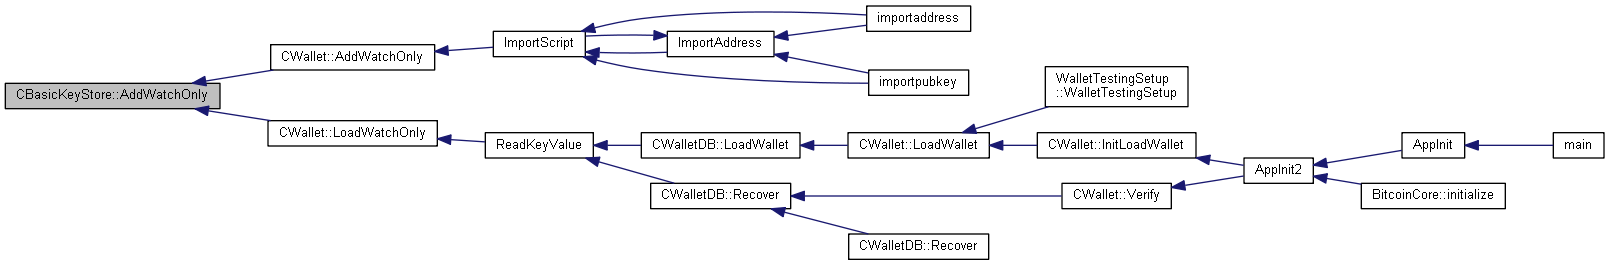 CBasicKeyStore::AddWatchOnly
CWallet::AddWatchOnly
ImportScript
importaddress
ImportAddress
importpubkey
CWallet::LoadWatchOnly
ReadKeyValue
CWalletDB::LoadWallet
CWallet::LoadWallet
WalletTestingSetup
::WalletTestingSetup
CWallet::InitLoadWallet
AppInit2
AppInit
main
BitcoinCore::initialize
CWalletDB::Recover
CWallet::Verify
CWalletDB::Recover